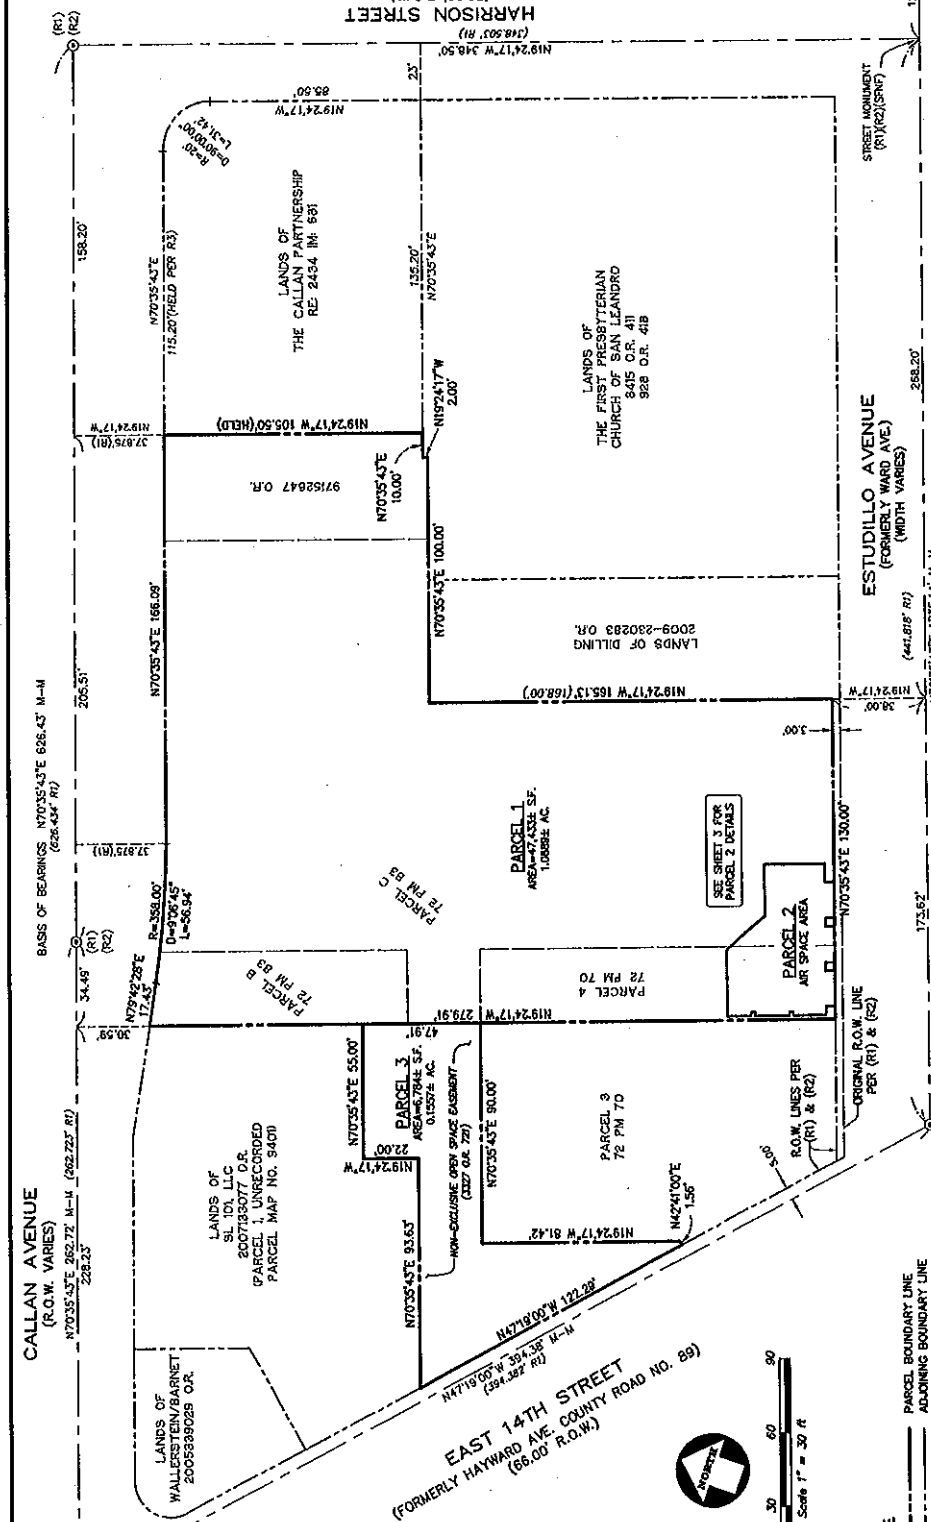 CALLAN AVENUE
(R.O.W. VARIES)
N70°35'43"E 262.72' M-M (262.723' R1)
228.23'
34.49'
BASIS OF BEARINGS N70°35'43"E 626.43' M-M
(626.434' R1)
205.51'
158.20'
(R1)
(R2)
(R1)
(R2)
HARRISON STREET
(348.503' R1)
N19°24'17"W 348.50'
23'
85.50'
N19°24'17"W
R=20'
D=90°00'00"
L=31.42'
N70°35'43"E
115.20' (HELD PER R3)
LANDS OF
THE CALLAN PARTNERSHIP
RE: 2434 IM: 681
135.20'
N70°35'43"E
N19°24'17"W
37.875'(R1)
N19°24'17"W 105.50'(HELD)
N19°24'17"W
2.00'
N70°35'43"E
10.00'
97152647 O.R.
N70°35'43"E 166.09'
N70°35'43"E 100.00'
LANDS OF
THE FIRST PRESBYTERIAN
CHURCH OF SAN LEANDRO
8415 O.R. 411
928 O.R. 418
STREET MONUMENT
(R1)(R2)(SFNF)
LANDS OF DILLING
2009-230283 O.R.
N19°24'17"W 165.13' (168.00')
ESTUDILLO AVENUE
(FORMERLY WARD AVE.)
(WIDTH VARIES)
268.20'
(441.818' R1)
N19°24'17"W
38.00'
3.00'
37.875'(R1)
R=358.00'
D=9°06'45"
L=56.94'
N79°42'28"E
17.43'
30.59'
PARCEL 1
AREA=47,433± S.F.
1.0889± AC.
PARCEL C
72 PM 83
PARCEL B
72 PM 83
PARCEL 4
72 PM 70
SEE SHEET 3 FOR
PARCEL 2 DETAILS
PARCEL 2
AIR SPACE AREA
N70°35'43"E 130.00'
173.62'
N19°24'17"W 279.91'
47.91'
N70°35'43"E 55.00'
PARCEL 3
AREA=6,784± S.F.
0.1557± AC.
22.00'
N19°24'17"W
NON-EXCLUSIVE OPEN SPACE EASEMENT
(3327 O.R. 721)
N70°35'43"E 90.00'
N70°35'43"E 93.63'
PARCEL 3
72 PM 70
N19°24'17"W 81.42'
N42°41'00"E
1.56'
R.O.W. LINES PER
(R1) & (R2)
ORIGINAL R.O.W. LINE
PER (R1) & (R2)
5.00'
LANDS OF
SL 101, LLC
2007133077 O.R.
(PARCEL 1, UNRECORDED
PARCEL MAP NO. 9401)
LANDS OF
WALLERSTEIN/BARNET
2005399029 O.R.
N47°19'00"W 122.29'
N47°19'00"W 394.38' M-M
(394.382' R1)
EAST 14TH STREET
(FORMERLY HAYWARD AVE. COUNTY ROAD NO. 89)
(66.00' R.O.W.)
NORTH
30 60 90
Scale 1" = 30 ft
PARCEL BOUNDARY LINE
ADJOINING BOUNDARY LINE